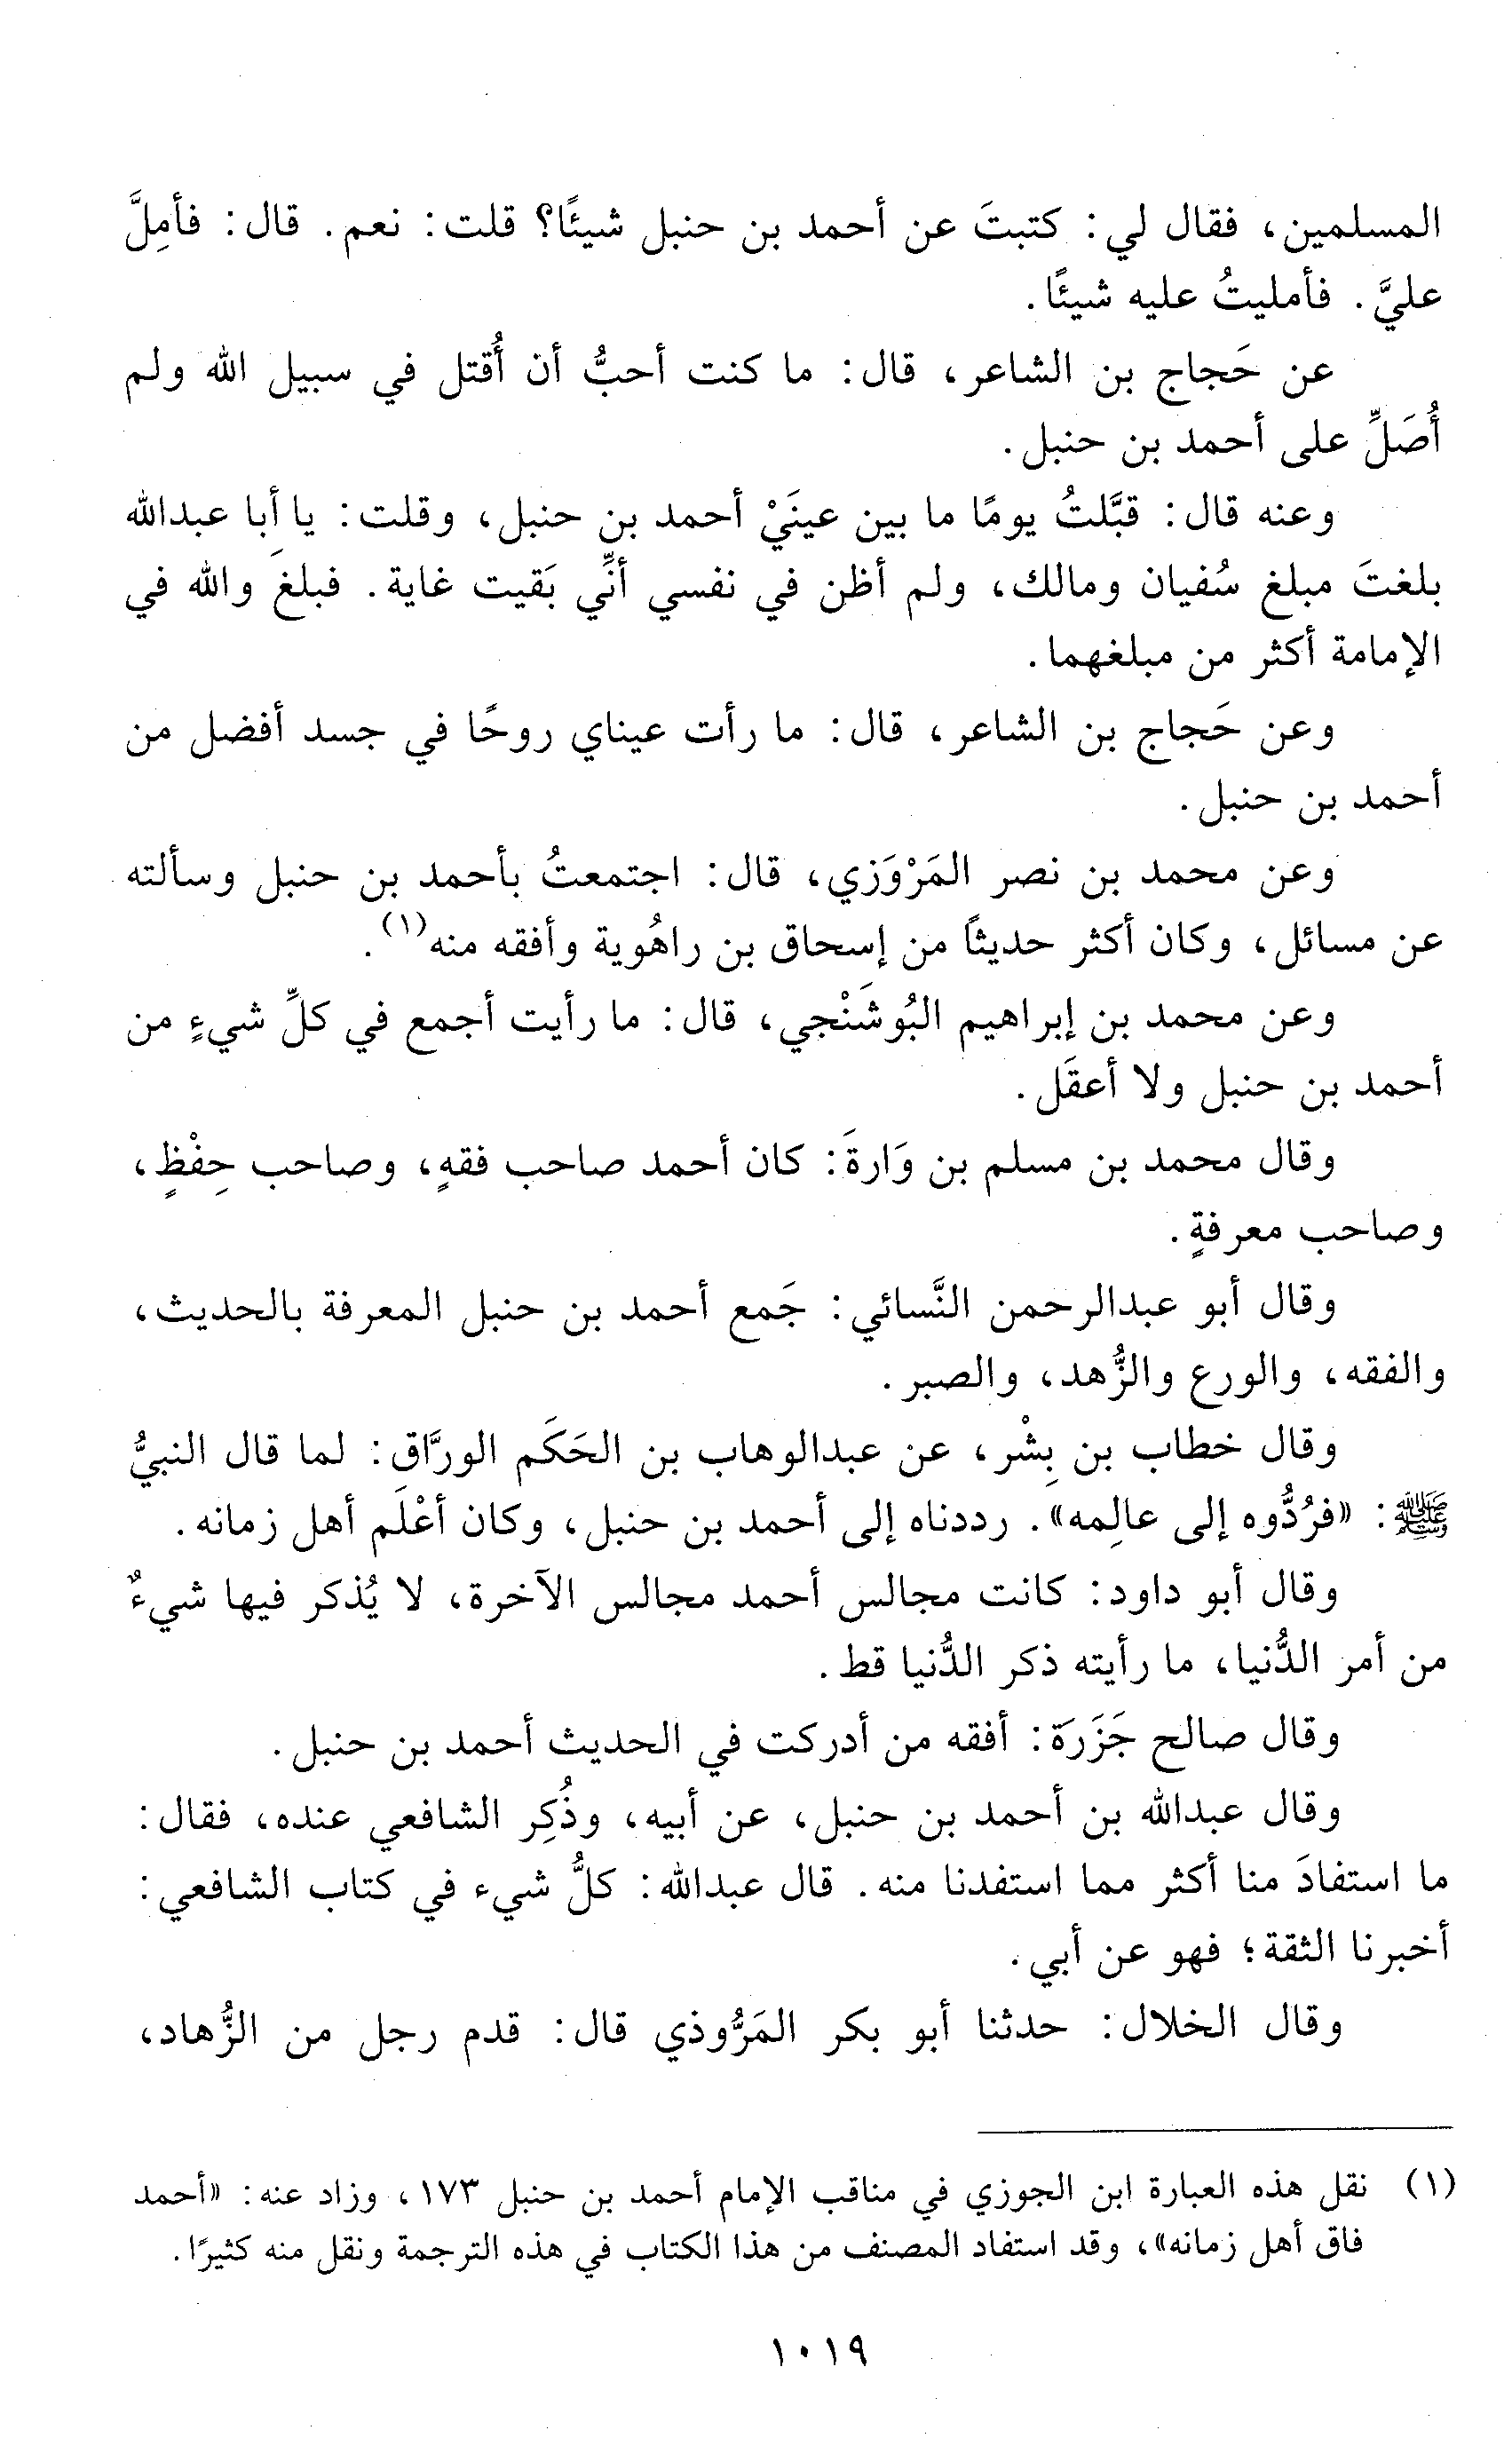 المسلمين، فقال لي: كتبتَ عن أحمد بن حنبل شيئًا؟ قلت: نعم. قال: فأمِلَّ
عليَّ. فأمليتُ عليه شيئًا.
عن حَجاج بن الشاعر، قال: ما كنت أحبُّ أن أُقتل في سبيل الله ولم
أُصَلِّ على أحمد بن حنبل.
وعنه قال: قبَّلتُ يومًا ما بين عينَيْ أحمد بن حنبل، وقلت: يا أبا عبدالله
بلغتَ مبلغ سُفيان ومالك، ولم أظن في نفسي أنِّي بَقيت غاية. فبلغَ والله في
الإمامة أكثر من مبلغهما.
وعن حَجاج بن الشاعر، قال: ما رأت عيناي روحًا في جسد أفضل من
أحمد بن حنبل.
وعن محمد بن نصر المَرْوَزي، قال: اجتمعتُ بأحمد بن حنبل وسألته
عن مسائل، وكان أكثر حديثًا من إسحاق بن راهُوية وأفقه منه(١).
وعن محمد بن إبراهيم البُوشَنْجي، قال: ما رأيت أجمع في كلِّ شيءٍ من
أحمد بن حنبل ولا أعقَل.
وقال محمد بن مسلم بن وَارةَ: كان أحمد صاحب فقهٍ، وصاحب حِفْظٍ،
وصاحب معرفةٍ.
وقال أبو عبدالرحمن النَّسائي: جَمع أحمد بن حنبل المعرفة بالحديث،
والفقه، والورع والزُّهد، والصبر.
وقال خطاب بن بِشْر، عن عبدالوهاب بن الحَكَم الورَّاق: لما قال النبيُّ
ﷺ: «فرُدُّوه إلى عالِمه». رددناه إلى أحمد بن حنبل، وكان أعْلَم أهل زمانه.
وقال أبو داود: كانت مجالس أحمد مجالس الآخرة، لا يُذكر فيها شيءٌ
من أمر الدُّنيا، ما رأيته ذكر الدُّنيا قط.
وقال صالح جَزَرَة: أفقه من أدركت في الحديث أحمد بن حنبل.
وقال عبدالله بن أحمد بن حنبل، عن أبيه، وذُكِر الشافعي عنده، فقال:
ما استفادَ منا أكثر مما استفدنا منه. قال عبدالله: كلُّ شيء في كتاب الشافعي:
أخبرنا الثقة؛ فهو عن أبي.
وقال الخلال: حدثنا أبو بكر المَرُّوذي قال: قدم رجل من الزُّهاد،
(١) نقل هذه العبارة ابن الجوزي في مناقب الإمام أحمد بن حنبل ١٧٣، وزاد عنه: «أحمد
فاق أهل زمانه»، وقد استفاد المصنف من هذا الكتاب في هذه الترجمة ونقل منه كثيرًا.
١٠١٩